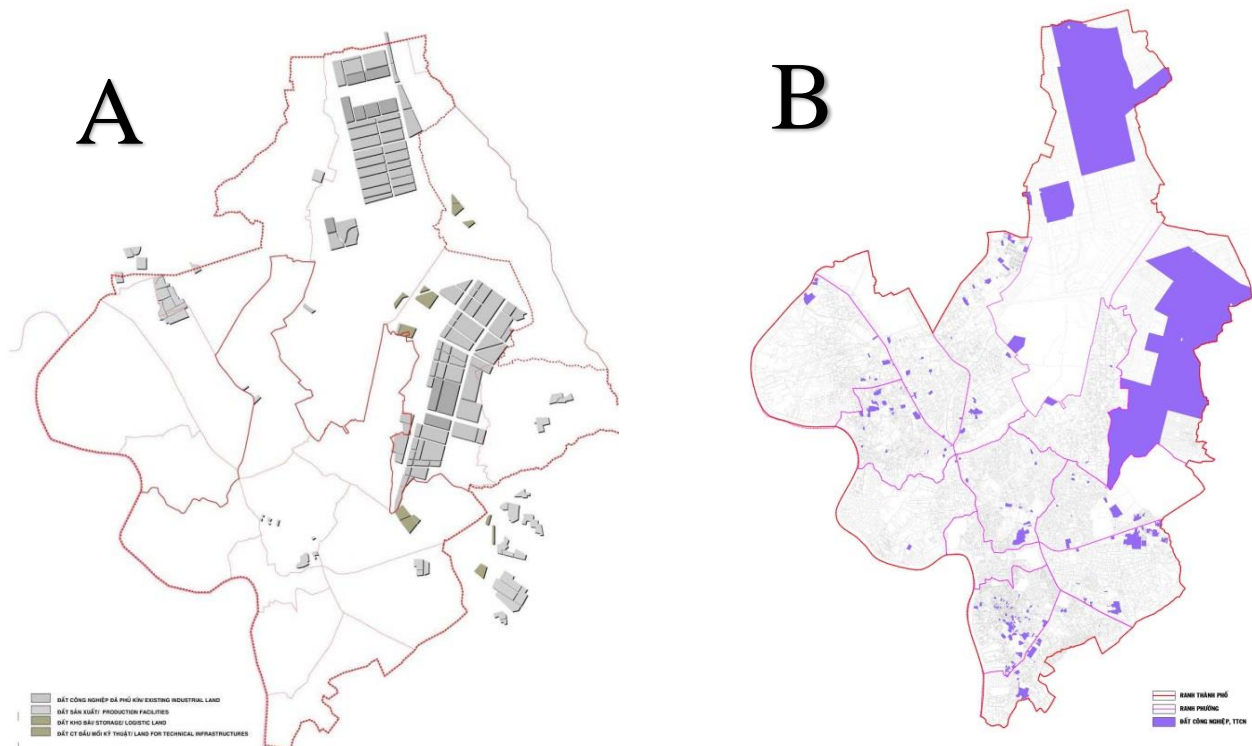 A
B
ĐẤT CÔNG NGHIỆP ĐÃ PHỦ KÍN/ EXISTING INDUSTRIAL LAND
ĐẤT SẢN XUẤT/ PRODUCTION FACILITIES
ĐẤT KHO BÃU STORAGE/ LOGISTIC LAND
ĐẤT CT ĐẦU MỐI KỸ THUẬT/ LAND FOR TECHNICAL INFRASTRUCTURES
RANH THÀNH PHỐ
RANH PHƯỜNG
ĐẤT CÔNG NGHIỆP, TTCN